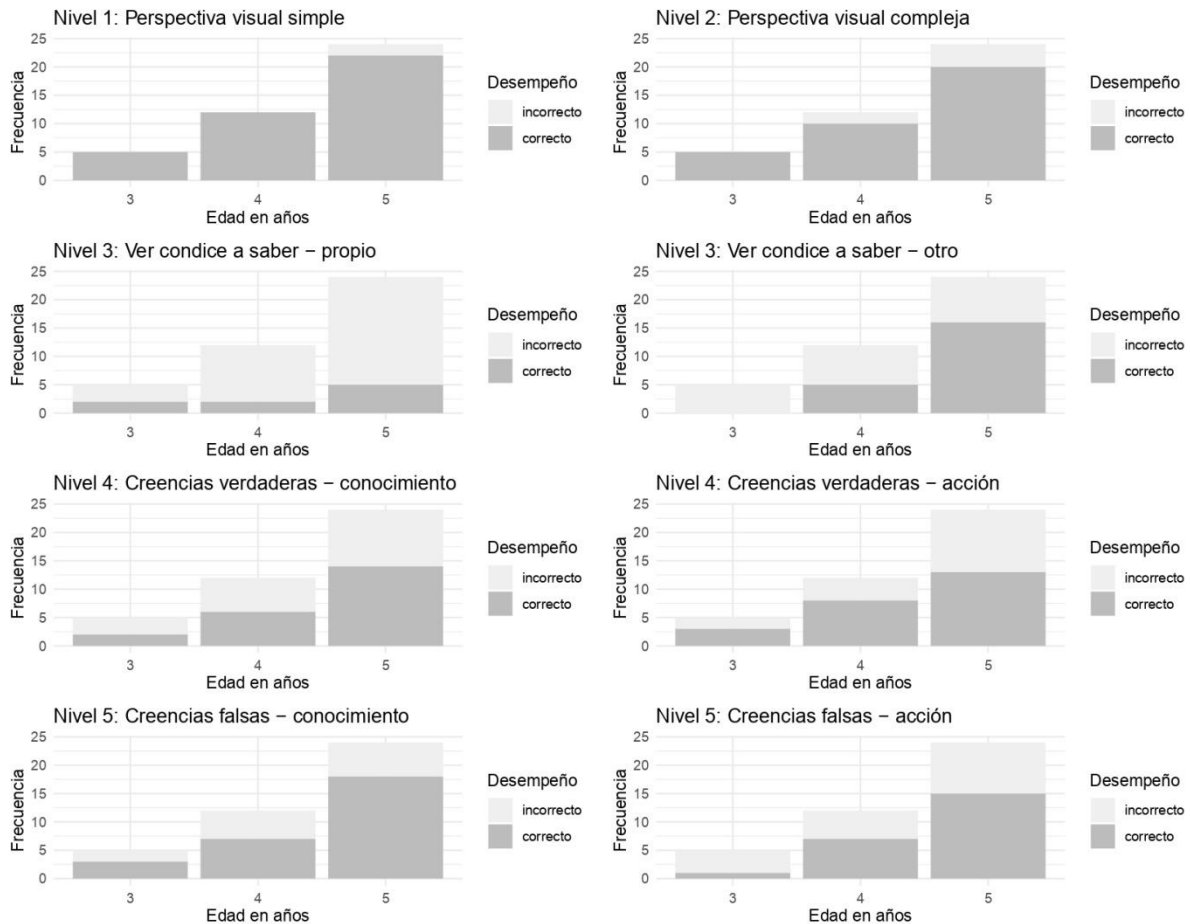 Nivel 1: Perspectiva visual simple
25
20
15
10
5
0
Frecuencia
3
4
5
Edad en años
Desempeño
incorrecto
correcto
Nivel 2: Perspectiva visual compleja
25
20
15
10
5
0
Frecuencia
3
4
5
Edad en años
Desempeño
incorrecto
correcto
Nivel 3: Ver condice a saber − propio
25
20
15
10
5
0
Frecuencia
3
4
5
Edad en años
Desempeño
incorrecto
correcto
Nivel 3: Ver condice a saber − otro
25
20
15
10
5
0
Frecuencia
3
4
5
Edad en años
Desempeño
incorrecto
correcto
Nivel 4: Creencias verdaderas − conocimiento
25
20
15
10
5
0
Frecuencia
3
4
5
Edad en años
Desempeño
incorrecto
correcto
Nivel 4: Creencias verdaderas − acción
25
20
15
10
5
0
Frecuencia
3
4
5
Edad en años
Desempeño
incorrecto
correcto
Nivel 5: Creencias falsas − conocimiento
25
20
15
10
5
0
Frecuencia
3
4
5
Edad en años
Desempeño
incorrecto
correcto
Nivel 5: Creencias falsas − acción
25
20
15
10
5
0
Frecuencia
3
4
5
Edad en años
Desempeño
incorrecto
correcto